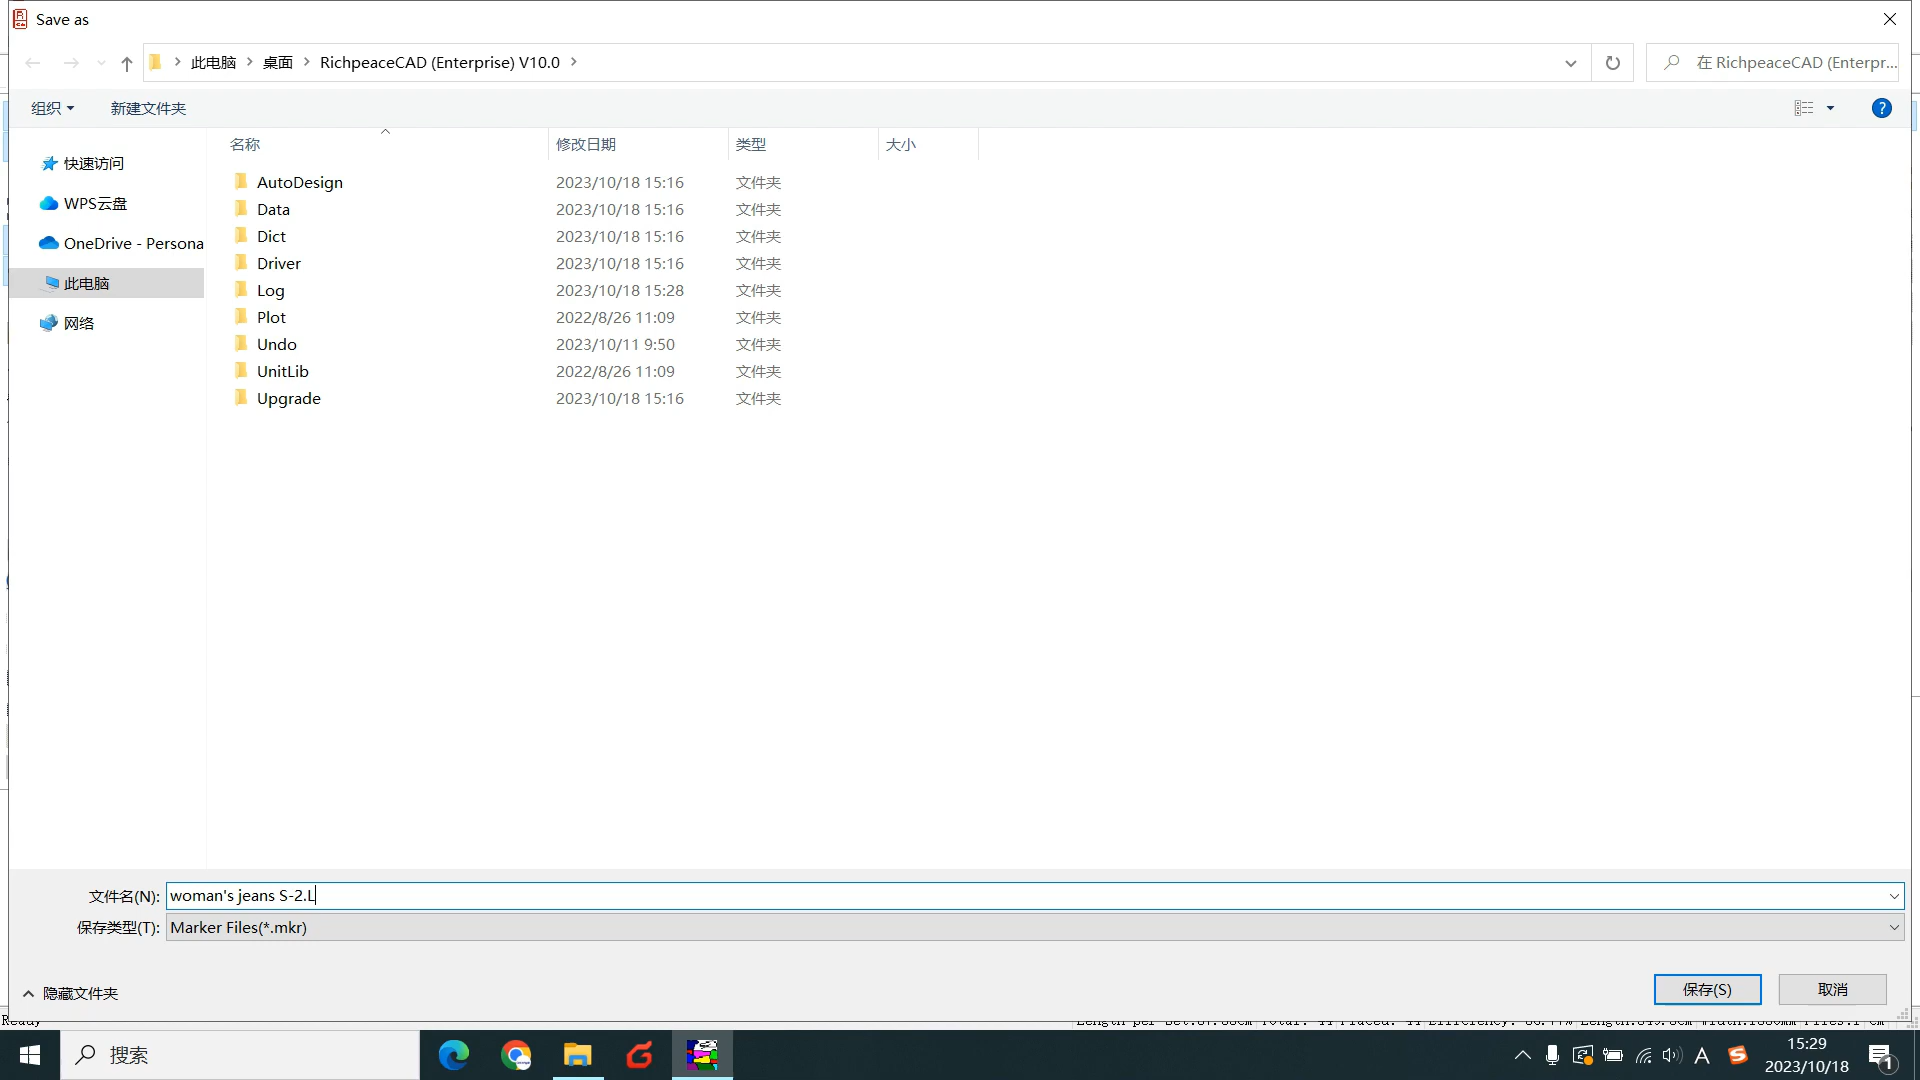 Save as
此电脑 桌面 RichpeaceCAD (Enterprise) V10.0
在 RichpeaceCAD (Enterpr...
组织 新建文件夹
名称 修改日期 类型 大小
快速访问
WPS云盘
OneDrive - Persona
此电脑
网络
AutoDesign 2023/10/18 15:16 文件夹
Data 2023/10/18 15:16 文件夹
Dict 2023/10/18 15:16 文件夹
Driver 2023/10/18 15:16 文件夹
Log 2023/10/18 15:28 文件夹
Plot 2022/8/26 11:09 文件夹
Undo 2023/10/11 9:50 文件夹
UnitLib 2022/8/26 11:09 文件夹
Upgrade 2023/10/18 15:16 文件夹
文件名(N): woman's jeans S-2.L
保存类型(T): Marker Files(*.mkr)
隐藏文件夹
保存(S) 取消
Ready
搜索
15:29
2023/10/18
1